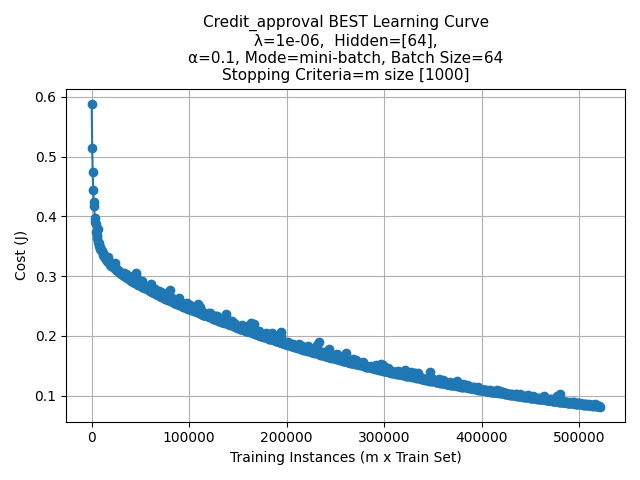 Credit_approval BEST Learning Curve
λ=1e-06,  Hidden=[64],
α=0.1, Mode=mini-batch, Batch Size=64
Stopping Criteria=m size [1000]
0.6
0.5
0.4
0.3
0.2
0.1
Cost (J)
0 100000 200000 300000 400000 500000
Training Instances (m x Train Set)